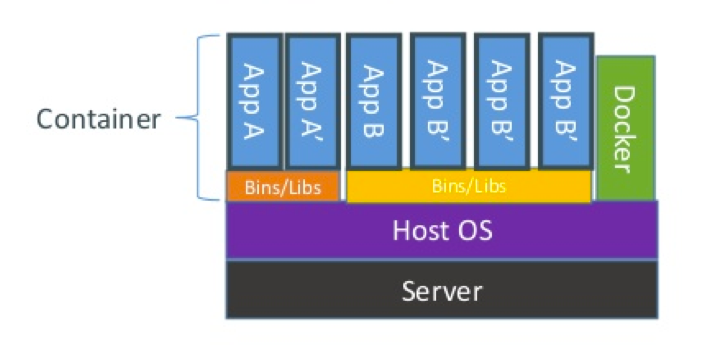 Container
App A
App A'
App B
App B'
App B'
App B'
Docker
Bins/Libs
Bins/Libs
Host OS
Server